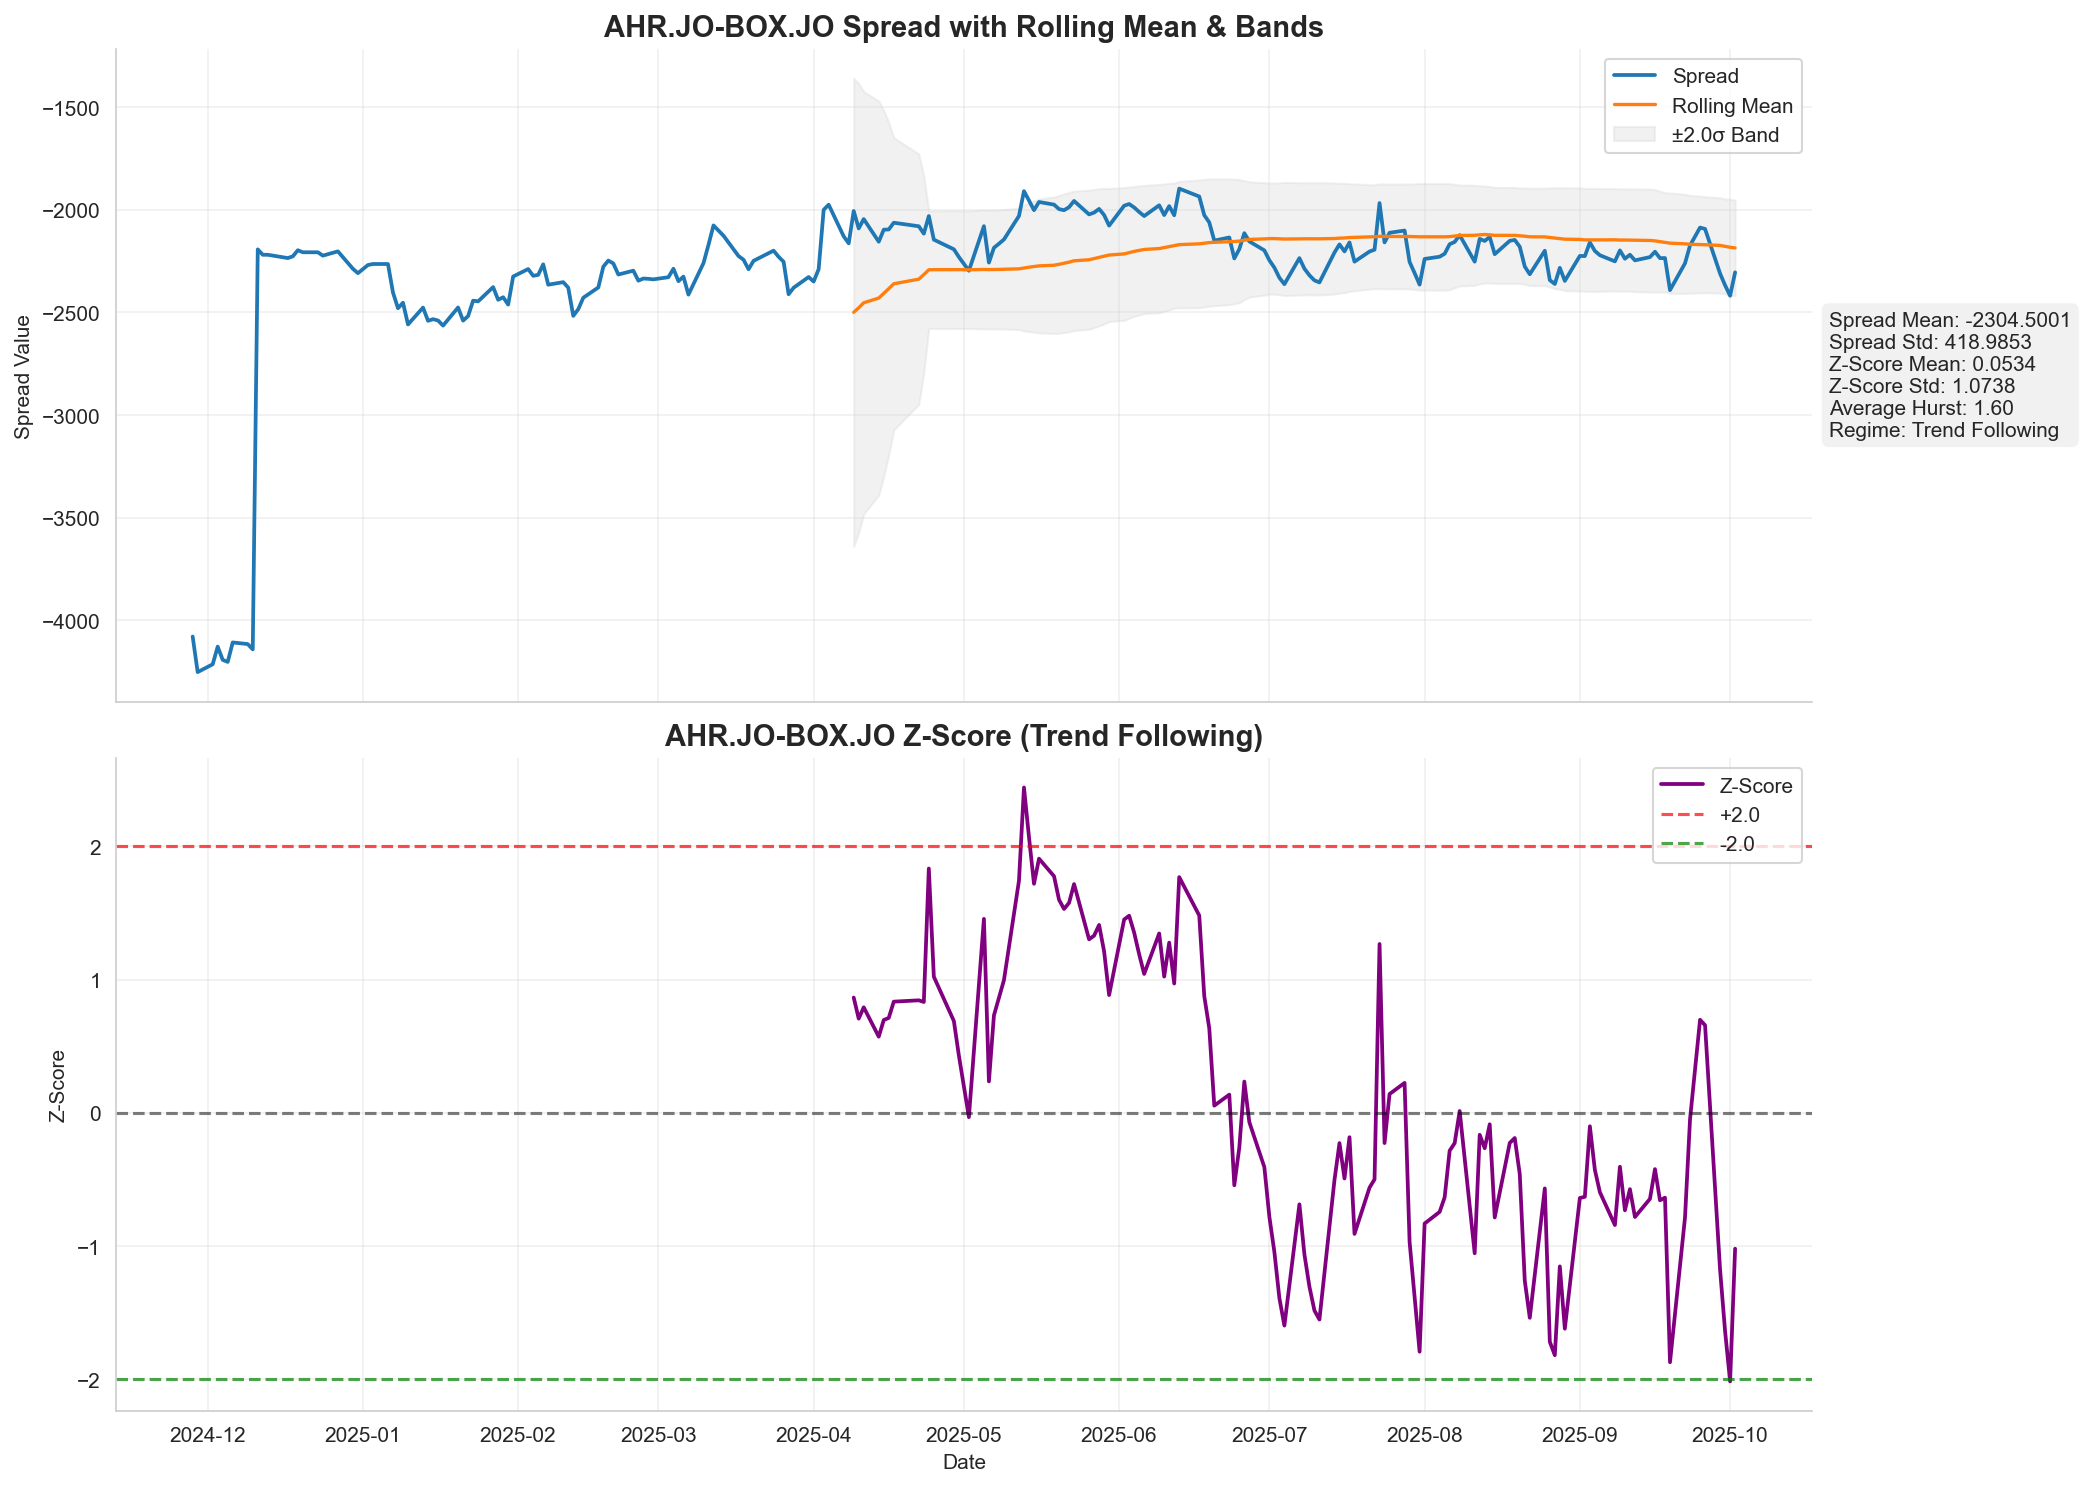 AHR.JO-BOX.JO Spread with Rolling Mean & Bands
Spread
Rolling Mean
±2.0σ Band
−1500
−2000
−2500
−3000
−3500
−4000
Spread Value
Spread Mean: -2304.5001
Spread Std: 418.9853
Z-Score Mean: 0.0534
Z-Score Std: 1.0738
Average Hurst: 1.60
Regime: Trend Following
AHR.JO-BOX.JO Z-Score (Trend Following)
Z-Score
+2.0
-2.0
2
1
0
−1
−2
Z-Score
2024-12 2025-01 2025-02 2025-03 2025-04 2025-05 2025-06 2025-07 2025-08 2025-09 2025-10
Date